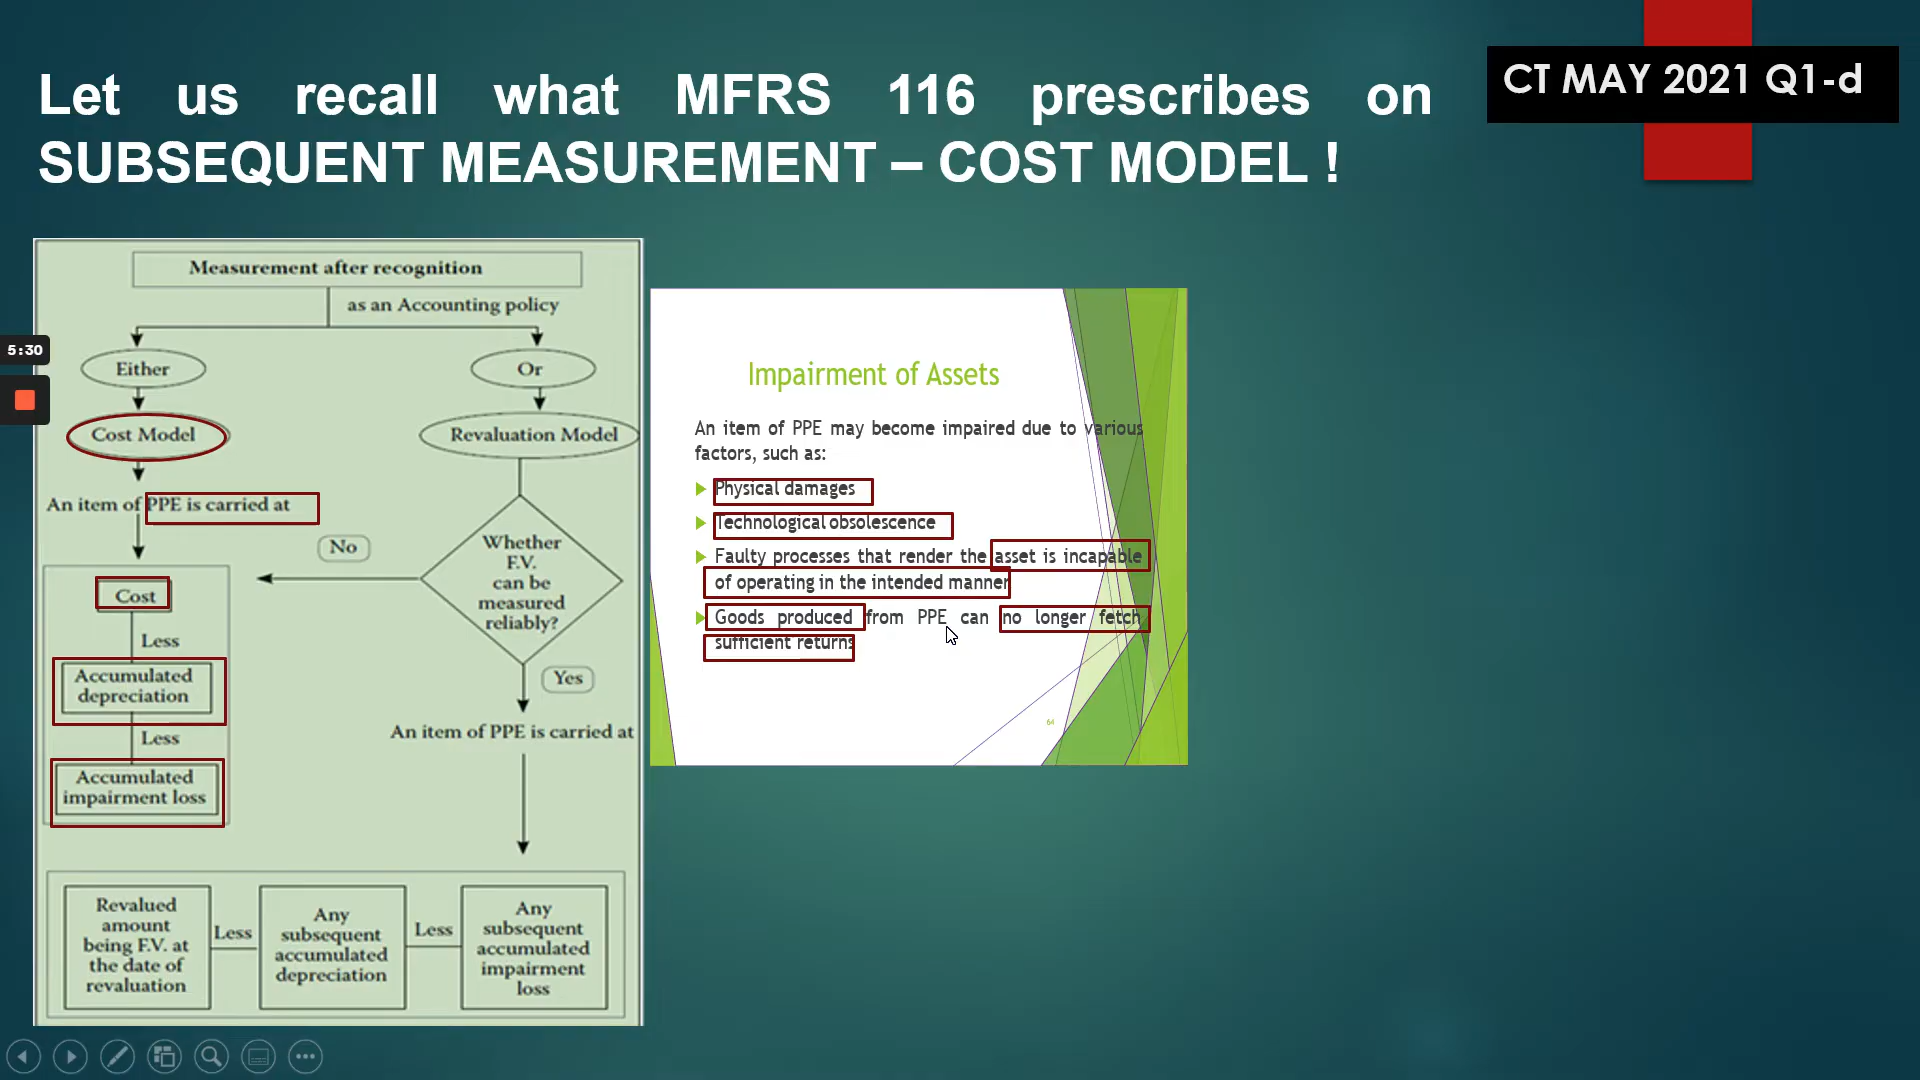 Let us recall what MFRS 116 prescribes on
SUBSEQUENT MEASUREMENT – COST MODEL !
CT MAY 2021 Q1-d
5:30
Measurement after recognition
as an Accounting policy
Either
Or
Cost Model
Revaluation Model
An item of PPE is carried at
No
Whether
F.V.
can be
measured
reliably?
Cost
Less
Accumulated
depreciation
Less
Accumulated
impairment loss
Yes
An item of PPE is carried at
Revalued
amount
being F.V. at
the date of
revaluation
Less
Any
subsequent
accumulated
depreciation
Less
Any
subsequent
accumulated
impairment
loss
Impairment of Assets
An item of PPE may become impaired due to various
factors, such as:
Physical damages
Technological obsolescence
Faulty processes that render the asset is incapable
of operating in the intended manner
Goods produced from PPE can no longer fetch
sufficient returns
64